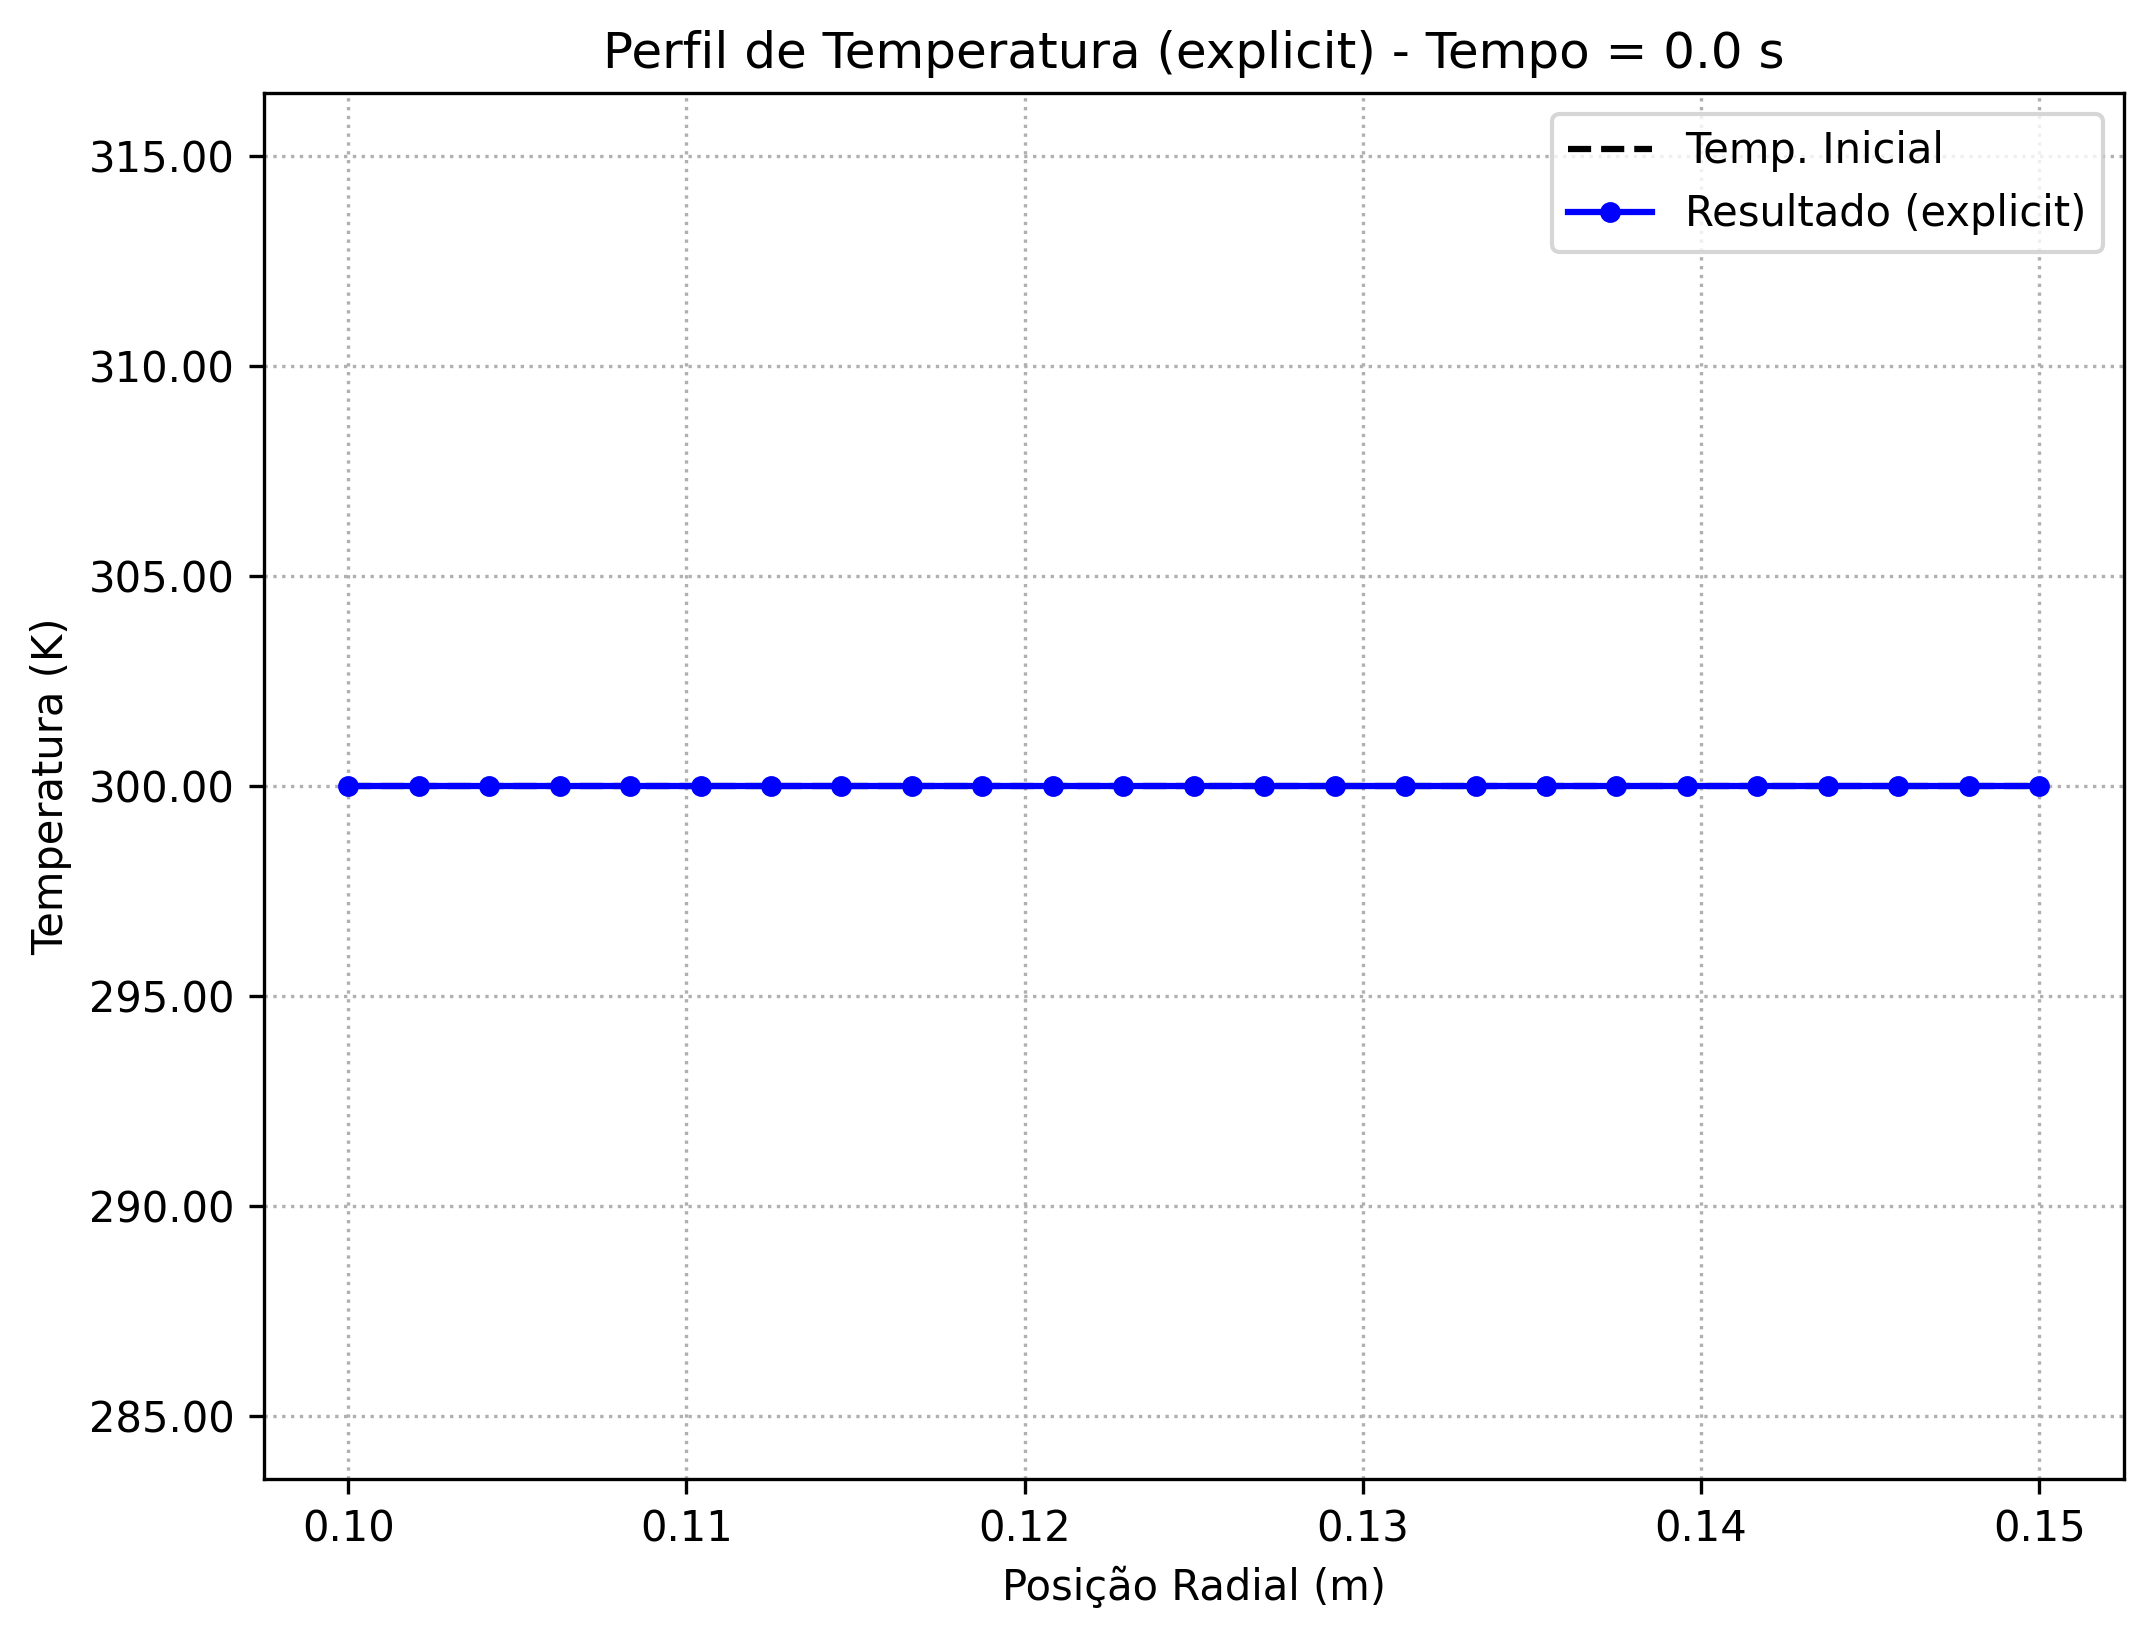 Perfil de Temperatura (explicit) - Tempo = 0.0 s
Temp. Inicial
Resultado (explicit)
315.00
310.00
305.00
300.00
295.00
290.00
285.00
Temperatura (K)
0.10 0.11 0.12 0.13 0.14 0.15
Posição Radial (m)